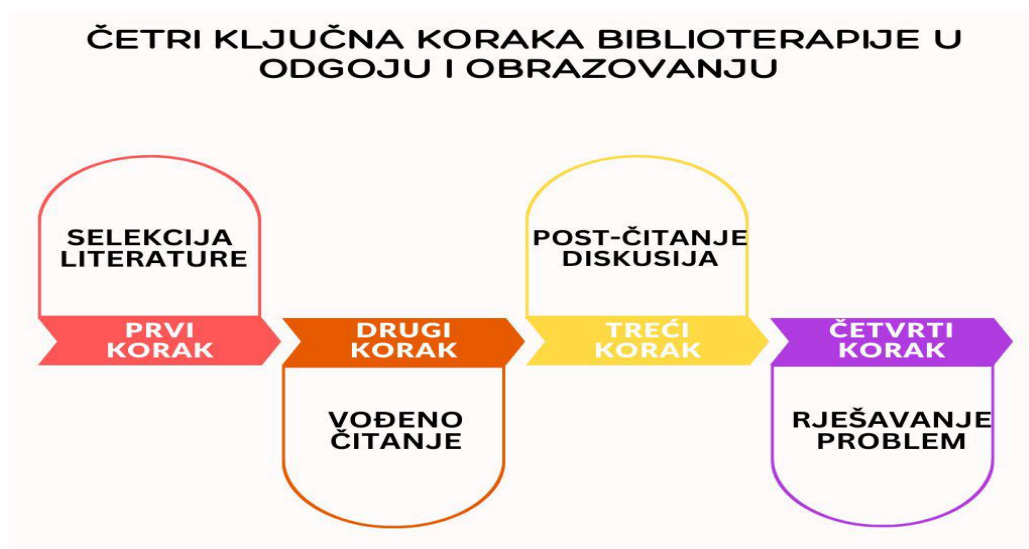 ČETRI KLJUČNA KORAKA BIBLIOTERAPIJE U
ODGOJU I OBRAZOVANJU
SELEKCIJA
LITERATURE
PRVI
KORAK
DRUGI
KORAK
VOĐENO
ČITANJE
POST-ČITANJE
DISKUSIJA
TREĆI
KORAK
ČETVRTI
KORAK
RJEŠAVANJE
PROBLEM